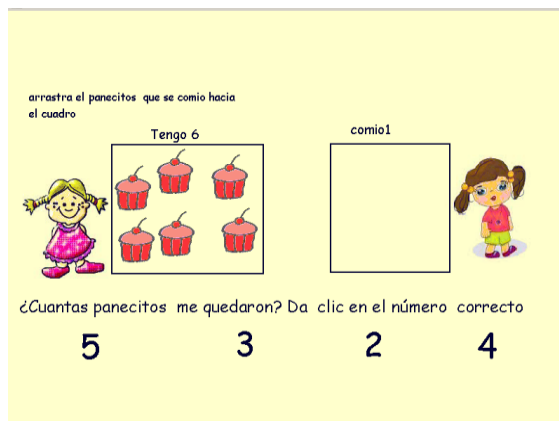 arrastra el panecitos que se comio hacia
el cuadro
Tengo 6
comio1
¿Cuantas panecitos me quedaron? Da clic en el número correcto
5 3 2 4